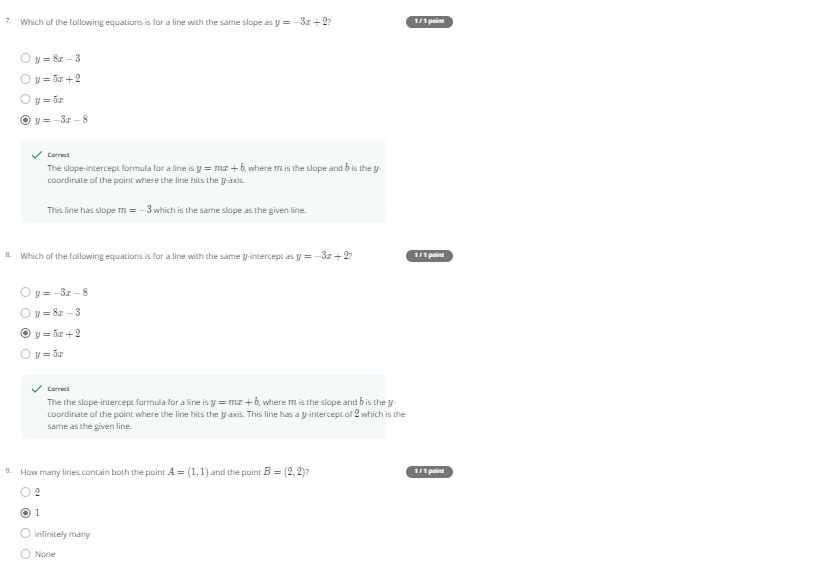 7. Which of the following equations is for a line with the same slope as y = −3x + 2? 1 / 1 point
y = 8x − 3
y = 5x + 2
y = 5x
y = −3x − 8
Correct
The slope-intercept formula for a line is y = mx + b, where m is the slope and b is the y-
coordinate of the point where the line hits the y-axis.
This line has slope m = −3 which is the same slope as the given line.
8. Which of the following equations is for a line with the same y-intercept as y = −3x + 2? 1 / 1 point
y = −3x − 8
y = 8x − 3
y = 5x + 2
y = 5x
Correct
The the slope-intercept formula for a line is y = mx + b, where m is the slope and b is the y-
coordinate of the point where the line hits the y-axis. This line has a y-intercept of 2 which is the
same as the given line.
9. How many lines contain both the point A = (1, 1) and the point B = (2, 2)? 1 / 1 point
2
1
infinitely many
None